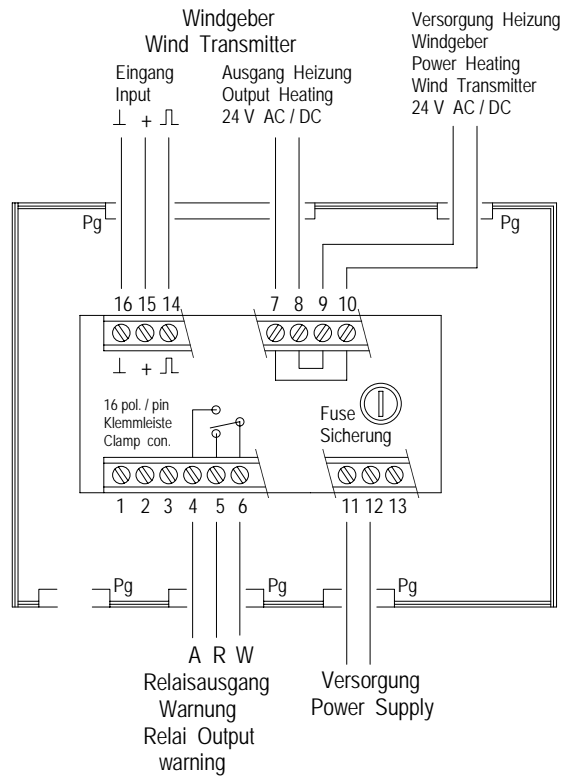 Windgeber
Wind Transmitter
Eingang
Input
⊥ + ⎍
Ausgang Heizung
Output Heating
24 V AC / DC
Versorgung Heizung
Windgeber
Power Heating
Wind Transmitter
24 V AC / DC
Pg
Pg
16 15 14
7 8 9 10
⊥ + ⎍
16 pol. / pin
Klemmleiste
Clamp con.
Fuse
Sicherung
1 2 3 4 5 6
11 12 13
Pg
Pg
Pg
A R W
Relaisausgang
Warnung
Relai Output
warning
Versorgung
Power Supply